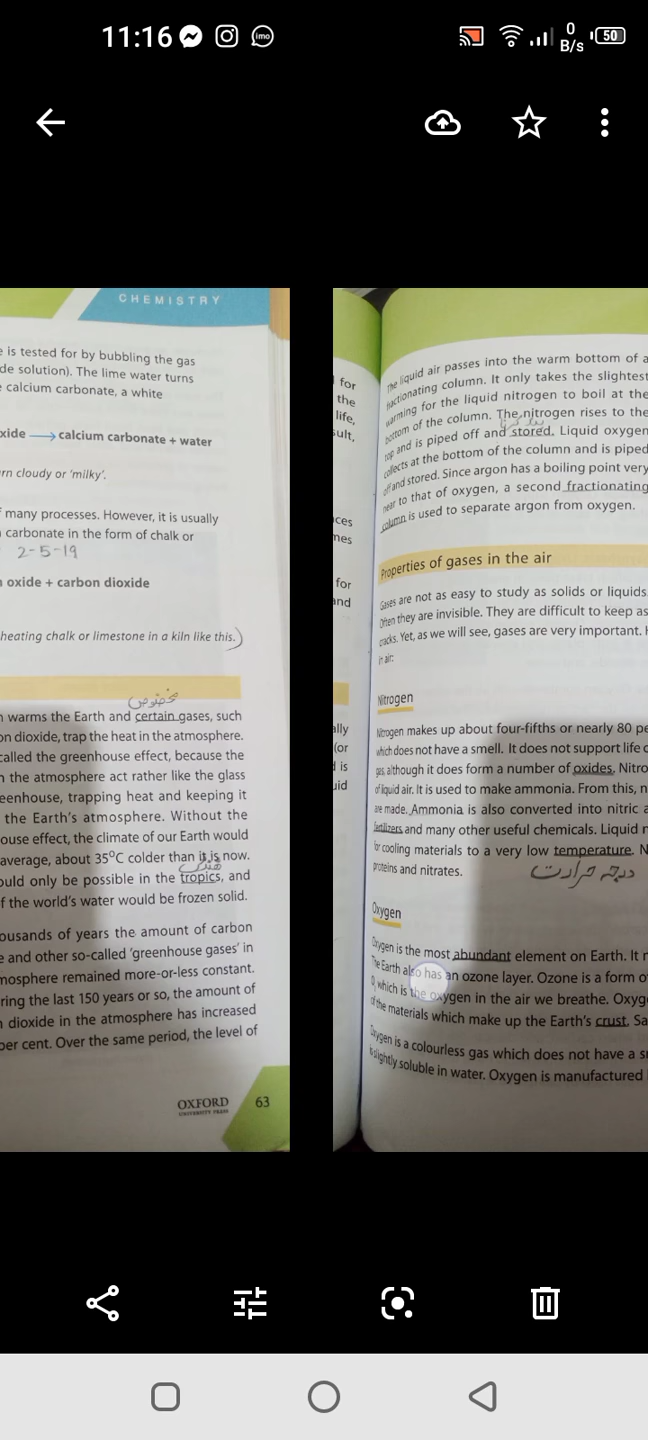 11:16
imo
0
B/s
50
CHEMISTRY
e is tested for by bubbling the gas
de solution). The lime water turns
calcium carbonate, a white
xide → calcium carbonate + water
rn cloudy or 'milky'.
f many processes. However, it is usually
carbonate in the form of chalk or
2-5-19
oxide + carbon dioxide
heating chalk or limestone in a kiln like this.)
مخصوص
n warms the Earth and certain gases, such
on dioxide, trap the heat in the atmosphere.
called the greenhouse effect, because the
n the atmosphere act rather like the glass
eenhouse, trapping heat and keeping it
the Earth's atmosphere. Without the
ouse effect, the climate of our Earth would
average, about 35°C colder than it is now.
ould only be possible in the tropics, and
f the world's water would be frozen solid.
ousands of years the amount of carbon
e and other so-called 'greenhouse gases' in
mosphere remained more-or-less constant.
ring the last 150 years or so, the amount of
n dioxide in the atmosphere has increased
per cent. Over the same period, the level of
OXFORD
UNIVERSITY PRESS
63
for
the
life,
sult,
ces
mes
for
and
ally
(or
d is
uid
The liquid air passes into the warm bottom of a
fractionating column. It only takes the slightest
warming for the liquid nitrogen to boil at the
bottom of the column. The nitrogen rises to the
top and is piped off and stored. Liquid oxygen
collects at the bottom of the column and is piped
off and stored. Since argon has a boiling point very
near to that of oxygen, a second fractionating
column is used to separate argon from oxygen.
Properties of gases in the air
Gases are not as easy to study as solids or liquids.
Often they are invisible. They are difficult to keep as
cracks. Yet, as we will see, gases are very important. H
in air:
Nitrogen
Nitrogen makes up about four-fifths or nearly 80 pe
which does not have a smell. It does not support life o
gas, although it does form a number of oxides. Nitro
of liquid air. It is used to make ammonia. From this, n
are made. Ammonia is also converted into nitric a
fertilizers and many other useful chemicals. Liquid n
for cooling materials to a very low temperature. N
proteins and nitrates.
درجہ حرارت
Oxygen
Oxygen is the most abundant element on Earth. It
The Earth also has an ozone layer. Ozone is a form o
which is the oxygen in the air we breathe. Oxyg
of the materials which make up the Earth's crust. Sa
Oxygen is a colourless gas which does not have a s
is slightly soluble in water. Oxygen is manufactured